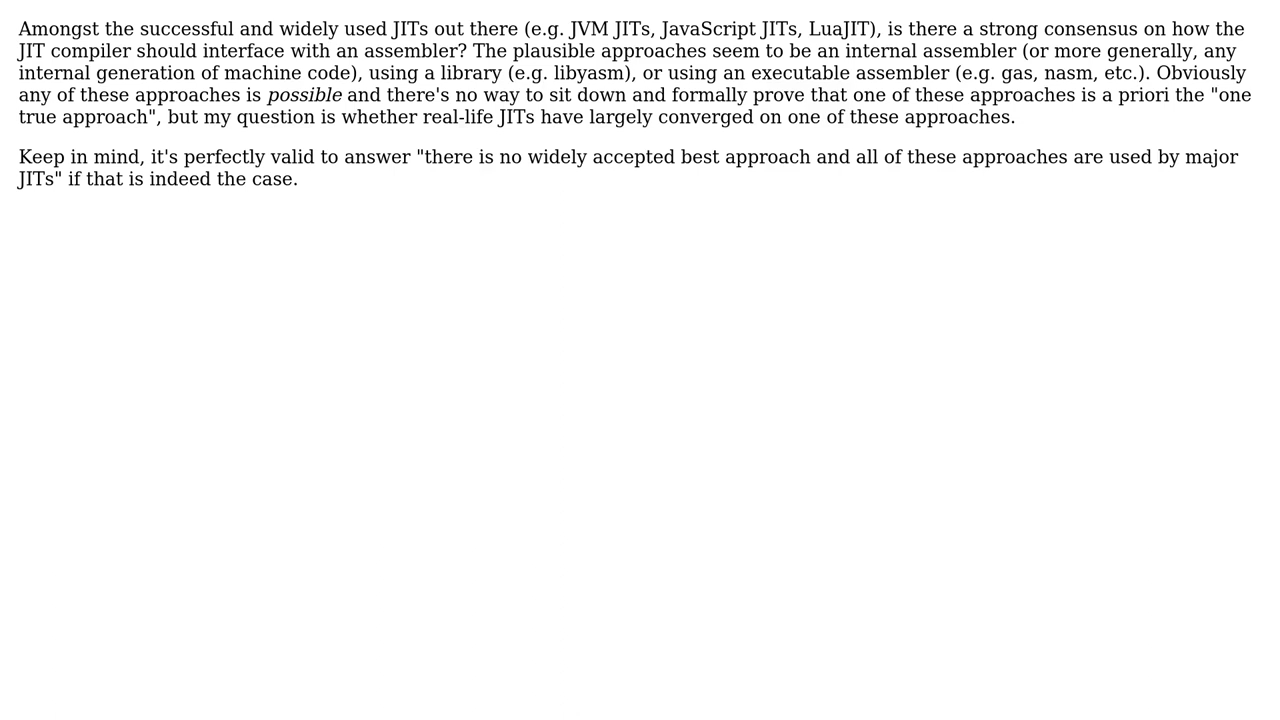 Amongst the successful and widely used JITs out there (e.g. JVM JITs, JavaScript JITs, LuaJIT), is there a strong consensus on how the
JIT compiler should interface with an assembler? The plausible approaches seem to be an internal assembler (or more generally, any
internal generation of machine code), using a library (e.g. libyasm), or using an executable assembler (e.g. gas, nasm, etc.). Obviously
any of these approaches is possible and there's no way to sit down and formally prove that one of these approaches is a priori the "one
true approach", but my question is whether real-life JITs have largely converged on one of these approaches.
Keep in mind, it's perfectly valid to answer "there is no widely accepted best approach and all of these approaches are used by major
JITs" if that is indeed the case.